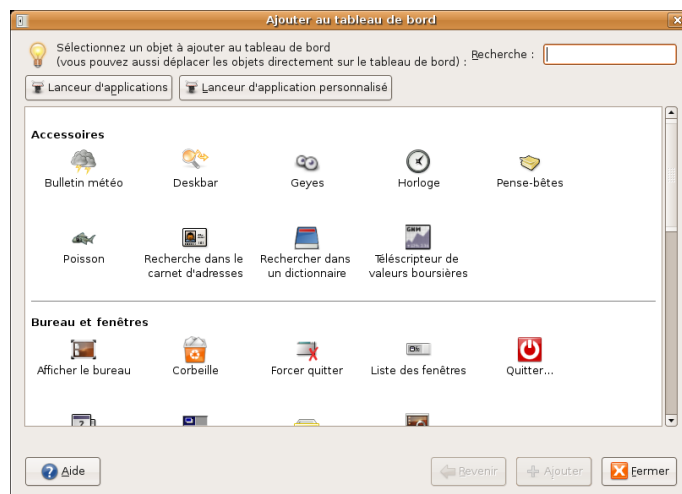 Ajouter au tableau de bord
Sélectionnez un objet à ajouter au tableau de bord
(vous pouvez aussi déplacer les objets directement sur le tableau de bord) :
Recherche :
Lanceur d'applications
Lanceur d'application personnalisé
Accessoires
Bulletin météo
Deskbar
Geyes
Horloge
Pense-bêtes
Poisson
Recherche dans le
carnet d'adresses
Rechercher dans
un dictionnaire
GNM
Téléscripteur de
valeurs boursières
Bureau et fenêtres
Afficher le bureau
Corbeille
Forcer quitter
Liste des fenêtres
Quitter...
Aide
Revenir
Ajouter
Fermer